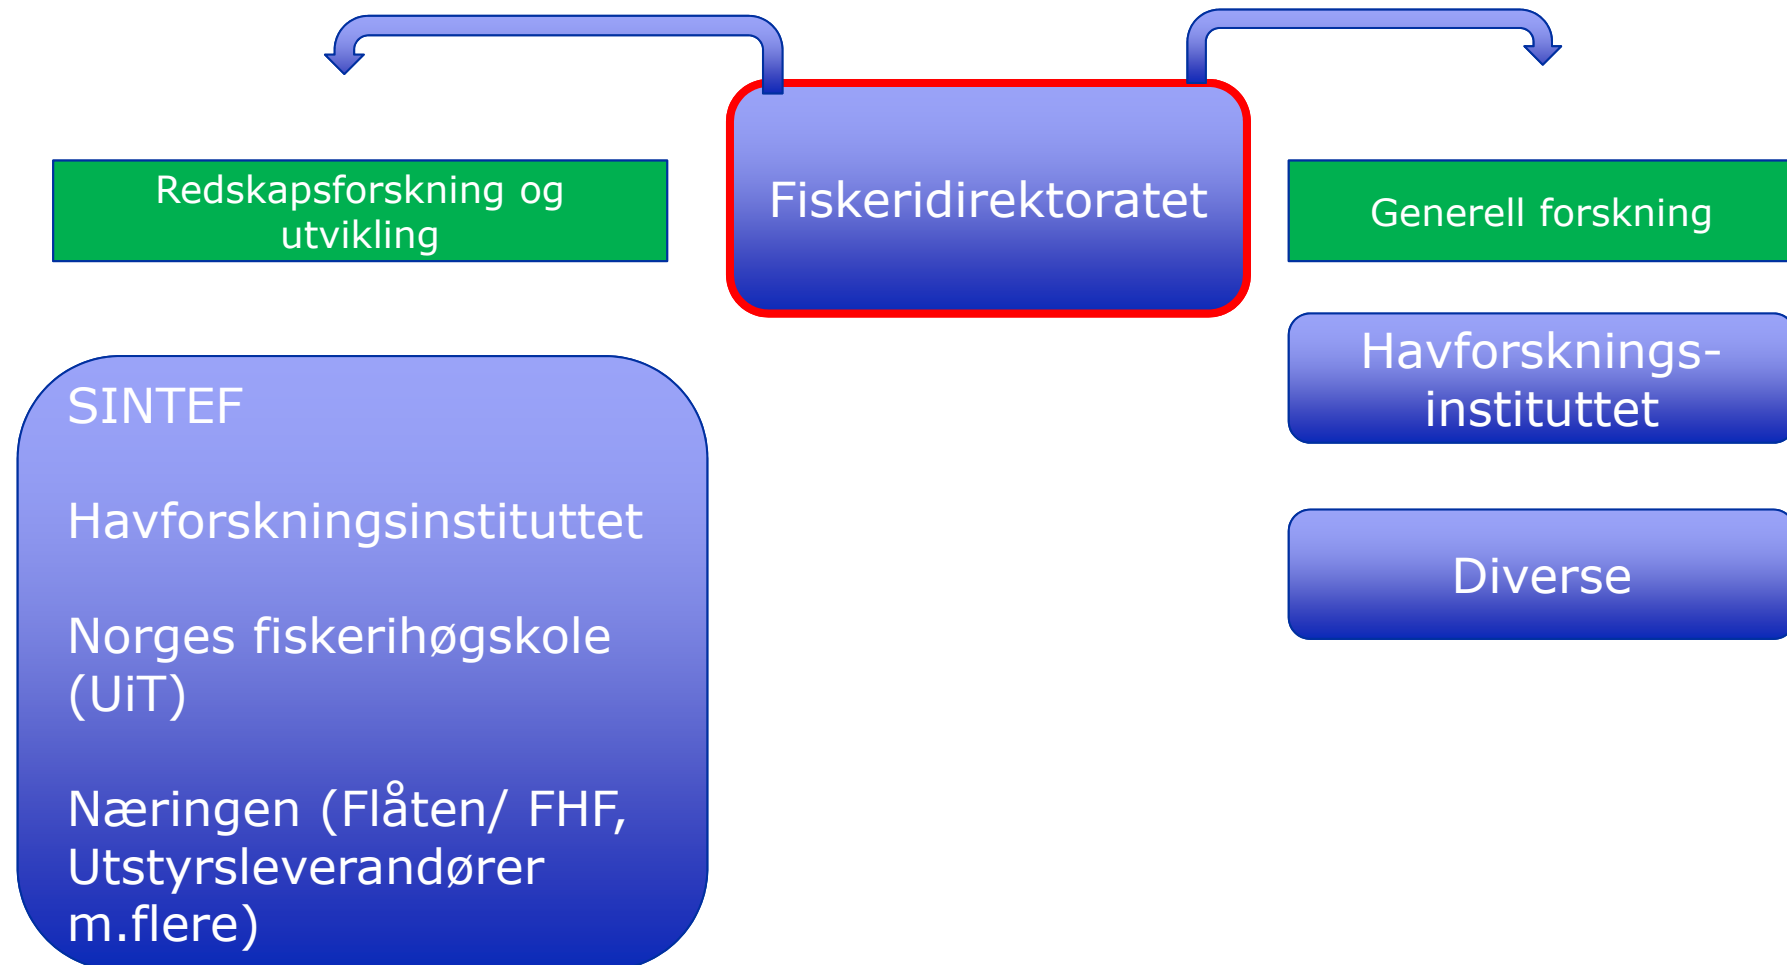 Redskapsforskning og
utvikling
Fiskeridirektoratet
Generell forskning
SINTEF
Havforskningsinstituttet
Norges fiskerihøgskole
(UiT)
Næringen (Flåten/ FHF,
Utstyrsleverandører
m.flere)
Havforsknings-
instituttet
Diverse